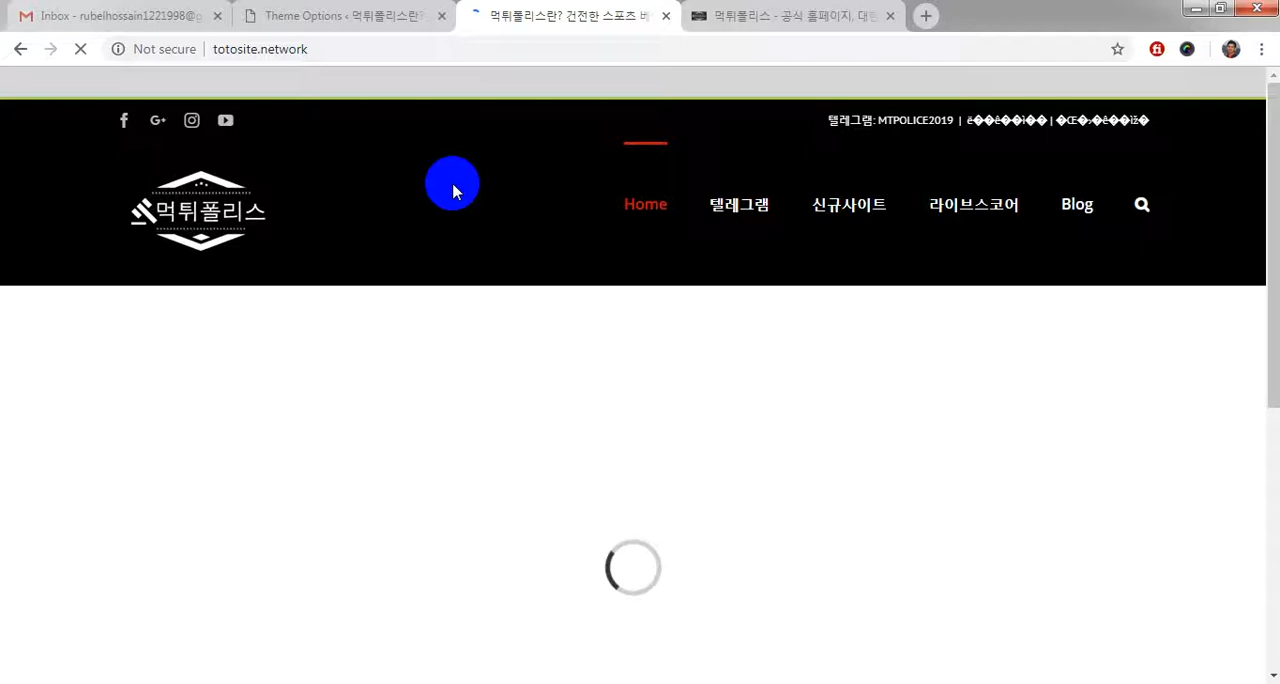 Inbox - rubelhossain1221998@g
Theme Options ‹ 먹튀폴리스란
먹튀폴리스란? 건전한 스포츠 베
먹튀폴리스 - 공식 홈페이지, 대한
Not secure | totosite.network
텔레그램: MTPOLICE2019 |
먹튀폴리스
Home 텔레그램 신규사이트 라이브스코어 Blog